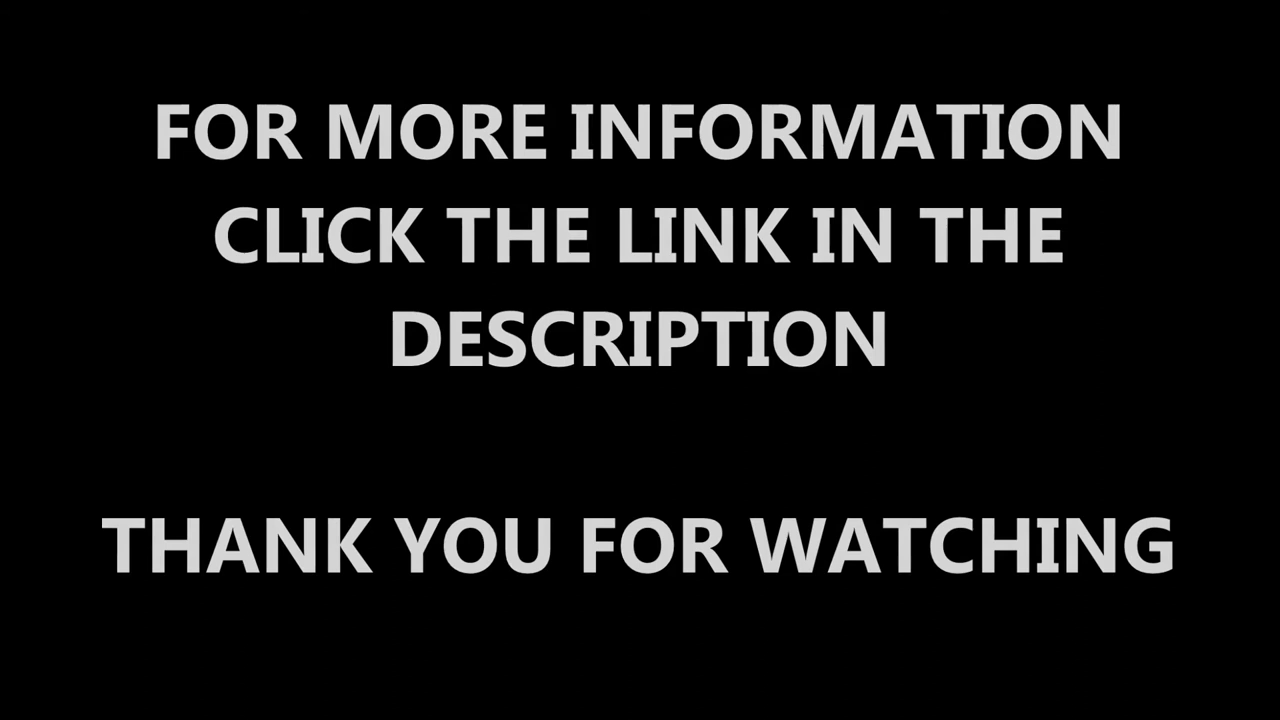 FOR MORE INFORMATION
CLICK THE LINK IN THE
DESCRIPTION
THANK YOU FOR WATCHING